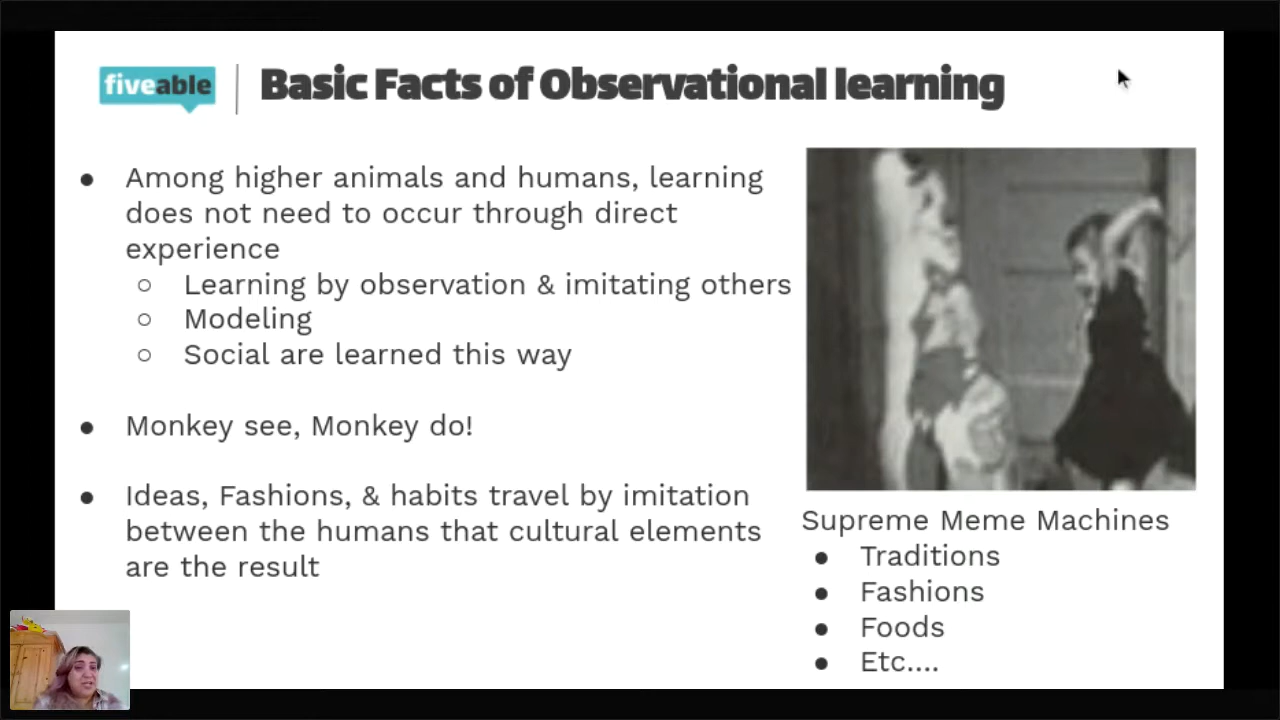 fiveable
Basic Facts of Observational learning
● Among higher animals and humans, learning
does not need to occur through direct
experience
○ Learning by observation & imitating others
○ Modeling
○ Social are learned this way
● Monkey see, Monkey do!
● Ideas, Fashions, & habits travel by imitation
between the humans that cultural elements
are the result
Supreme Meme Machines
● Traditions
● Fashions
● Foods
● Etc....